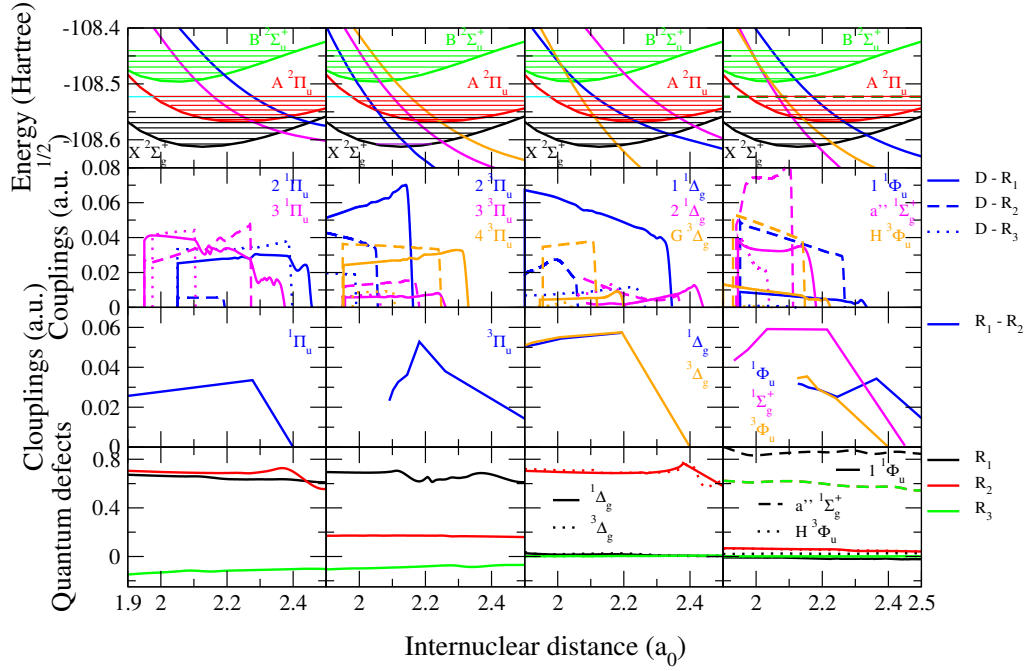 Energy (Hartree)
-108.4
-108.5
-108.6
B ²Σᵤ⁺
A ²Πᵤ
X ²Σg⁺
B ²Σᵤ⁺
A ²Πᵤ
X ²Σg⁺
B ²Σᵤ⁺
A ²Πᵤ
X ²Σg⁺
B ²Σᵤ⁺
A ²Πᵤ
X ²Σg⁺
Couplings (a.u.)
1/2
0.08
0.06
0.04
0.02
0
2 ¹Πᵤ
3 ¹Πᵤ
2 ³Πᵤ
3 ³Πᵤ
4 ³Πᵤ
1 ¹Δg
2 ¹Δg
G ³Δg
1 ¹Φᵤ
a'' ¹Σg⁺
H ³Φᵤ
D - R₁
D - R₂
D - R₃
Clouplings (a.u.)
0.06
0.04
0.02
0
¹Πᵤ
³Πᵤ
¹Δg
³Δg
¹Φᵤ
¹Σg⁺
³Φᵤ
R₁ - R₂
Quantum defects
0.8
0.4
0
¹Δg
³Δg
1 ¹Φᵤ
a'' ¹Σg⁺
H ³Φᵤ
R₁
R₂
R₃
1.9 2 2.2 2.4 2 2.2 2.4 2 2.2 2.4 2 2.2 2.4 2.5
Internuclear distance (a₀)